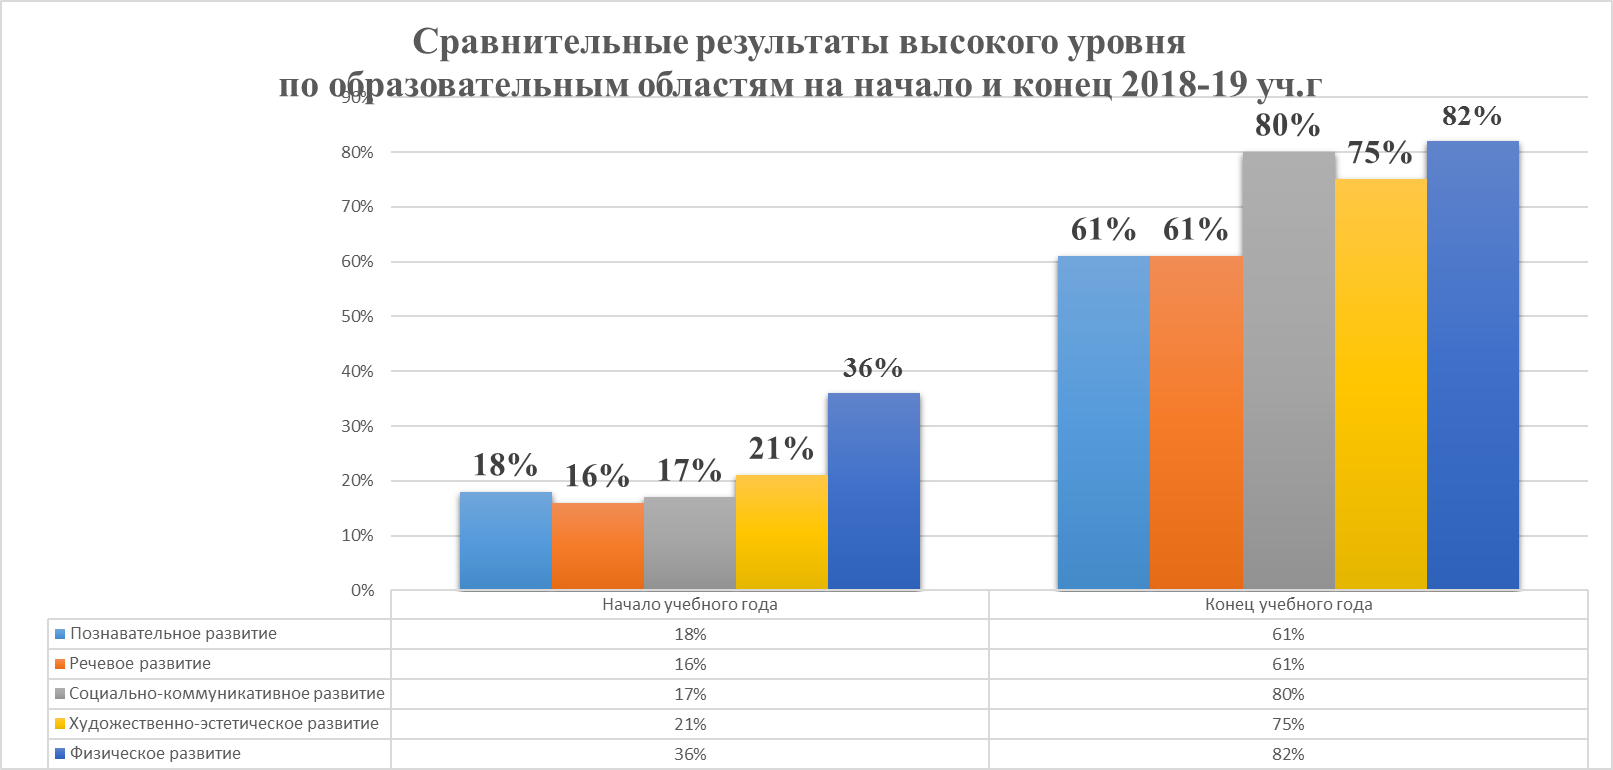 Сравнительные результаты высокого уровня
по образовательным областям на начало и конец 2018-19 уч.г
90%
80%
70%
60%
50%
40%
30%
20%
10%
0%
18%
16%
17%
21%
36%
61%
61%
80%
75%
82%
Начало учебного года Конец учебного года
Познавательное развитие 18% 61%
Речевое развитие 16% 61%
Социально-коммуникативное развитие 17% 80%
Художественно-эстетическое развитие 21% 75%
Физическое развитие 36% 82%